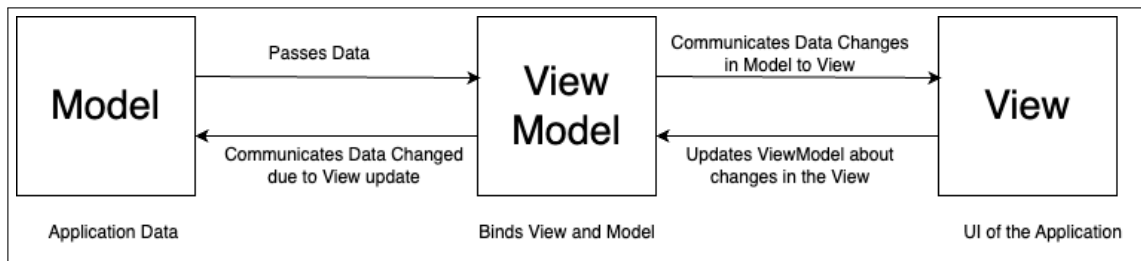 Model
Passes Data
Communicates Data Changed
due to View update
View
Model
Communicates Data Changes
in Model to View
Updates ViewModel about
changes in the View
View
Application Data
Binds View and Model
UI of the Application